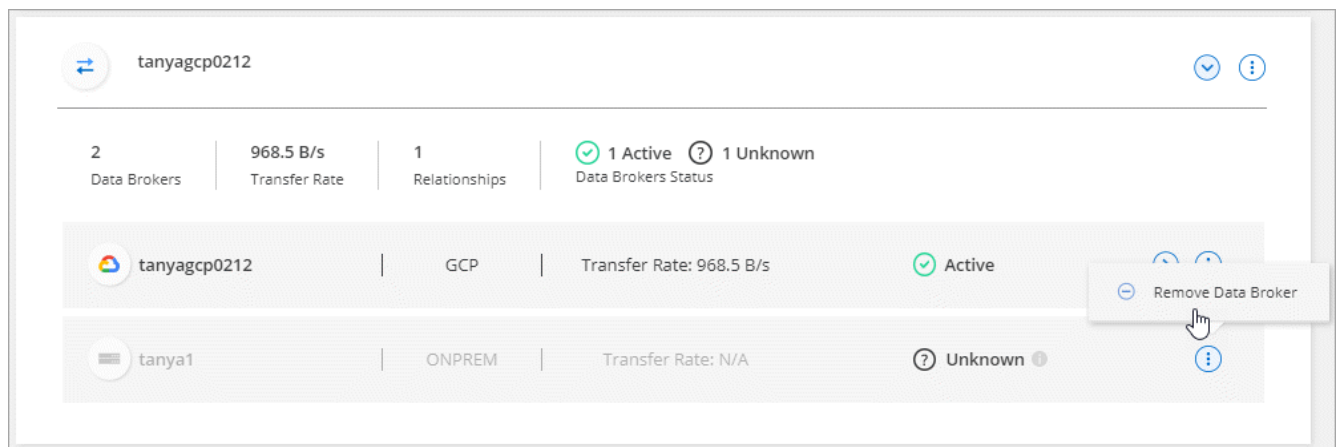 tanyagcp0212
2 968.5 B/s 1 1 Active ? 1 Unknown
Data Brokers Transfer Rate Relationships Data Brokers Status
tanyagcp0212 GCP Transfer Rate: 968.5 B/s Active
Remove Data Broker
tanya1 ONPREM Transfer Rate: N/A ? Unknown